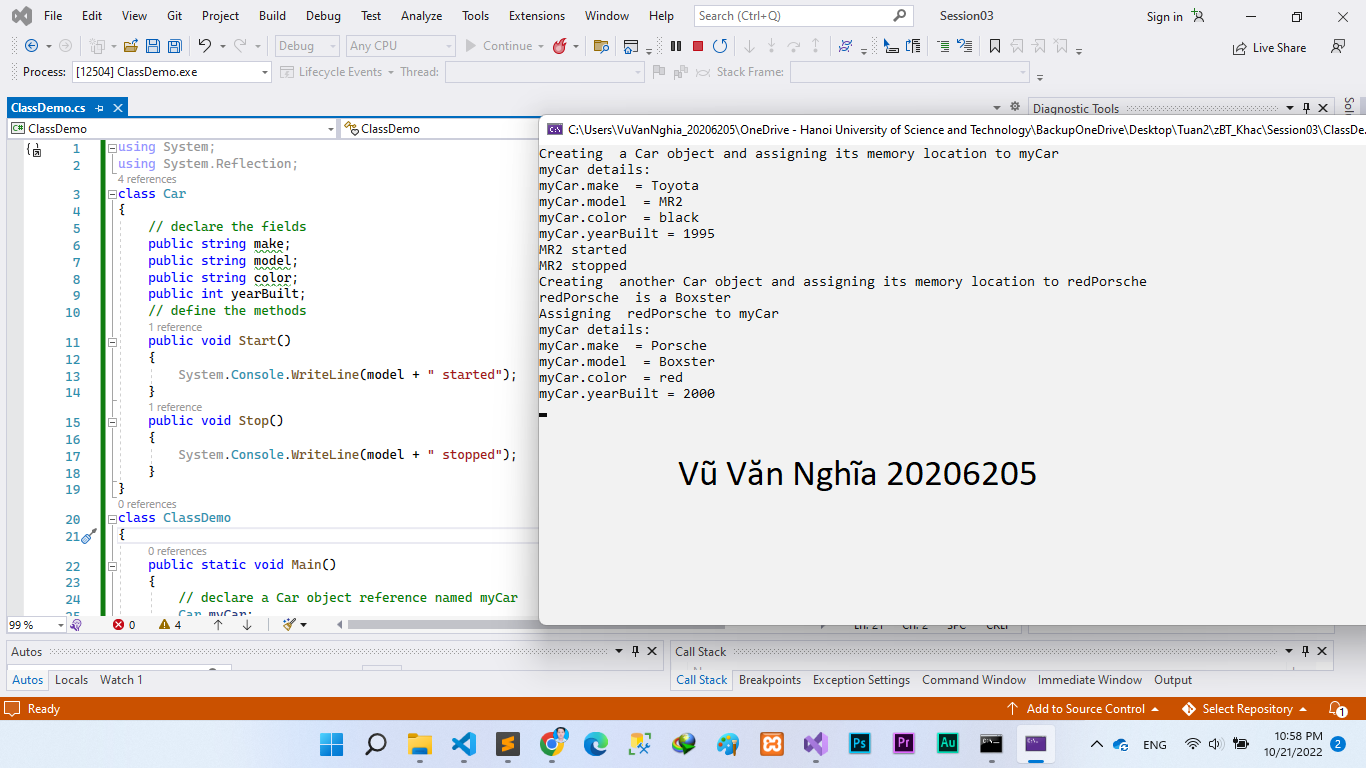 File Edit View Git Project Build Debug Test Analyze Tools Extensions Window Help Search (Ctrl+Q) Session03 Sign in
Debug Any CPU Continue Live Share
Process: [12504] ClassDemo.exe Lifecycle Events Thread: Stack Frame:
ClassDemo.cs
ClassDemo ClassDemo
1 using System;
2 using System.Reflection;
4 references
3 class Car
4 {
5 // declare the fields
6 public string make;
7 public string model;
8 public string color;
9 public int yearBuilt;
10 // define the methods
1 reference
11 public void Start()
12 {
13 System.Console.WriteLine(model + " started");
14 }
1 reference
15 public void Stop()
16 {
17 System.Console.WriteLine(model + " stopped");
18 }
19 }
0 references
20 class ClassDemo
21 {
0 references
22 public static void Main()
23 {
24 // declare a Car object reference named myCar
25 Car myCar;
99 % 0 4
Ln: 21 Ch: 2 SPC CRLF
Diagnostic Tools
C:\Users\VuVanNghia_20206205\OneDrive - Hanoi University of Science and Technology\BackupOneDrive\Desktop\Tuan2\zBT_Khac\Session03\ClassDe.
Creating  a Car object and assigning its memory location to myCar
myCar details:
myCar.make  = Toyota
myCar.model  = MR2
myCar.color  = black
myCar.yearBuilt = 1995
MR2 started
MR2 stopped
Creating  another Car object and assigning its memory location to redPorsche
redPorsche  is a Boxster
Assigning  redPorsche to myCar
myCar details:
myCar.make  = Porsche
myCar.model  = Boxster
myCar.color  = red
myCar.yearBuilt = 2000
Vũ Văn Nghĩa 20206205
Autos
Autos Locals Watch 1
Call Stack
Call Stack Breakpoints Exception Settings Command Window Immediate Window Output
Ready Add to Source Control Select Repository 1
Ps Pr Au ENG 10:58 PM
10/21/2022 2